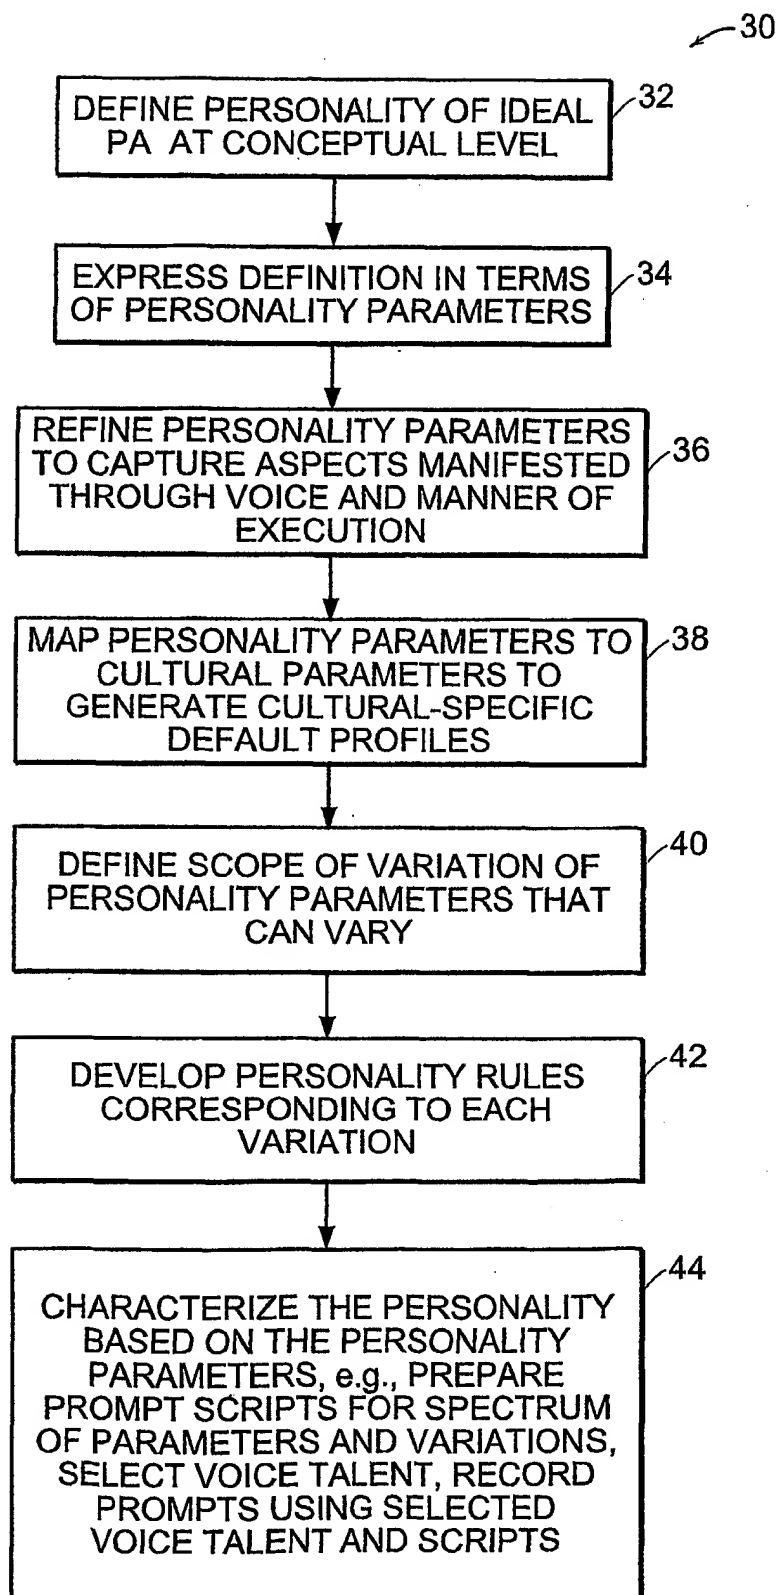 30
DEFINE PERSONALITY OF IDEAL
PA AT CONCEPTUAL LEVEL
32
EXPRESS DEFINITION IN TERMS
OF PERSONALITY PARAMETERS
34
REFINE PERSONALITY PARAMETERS
TO CAPTURE ASPECTS MANIFESTED
THROUGH VOICE AND MANNER OF
EXECUTION
36
MAP PERSONALITY PARAMETERS TO
CULTURAL PARAMETERS TO
GENERATE CULTURAL-SPECIFIC
DEFAULT PROFILES
38
DEFINE SCOPE OF VARIATION OF
PERSONALITY PARAMETERS THAT
CAN VARY
40
DEVELOP PERSONALITY RULES
CORRESPONDING TO EACH
VARIATION
42
CHARACTERIZE THE PERSONALITY
BASED ON THE PERSONALITY
PARAMETERS, e.g., PREPARE
PROMPT SCRIPTS FOR SPECTRUM
OF PARAMETERS AND VARIATIONS,
SELECT VOICE TALENT, RECORD
PROMPTS USING SELECTED
VOICE TALENT AND SCRIPTS
44